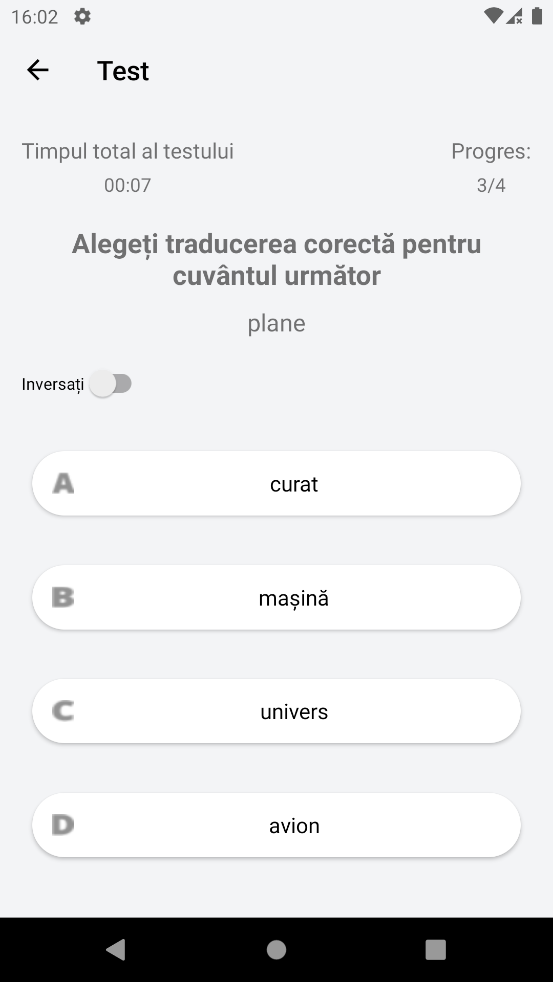 16:02
Test
Timpul total al testului
Progres:
00:07
3/4
Alegeți traducerea corectă pentru
cuvântul următor
plane
Inversați
A curat
B mașină
C univers
D avion